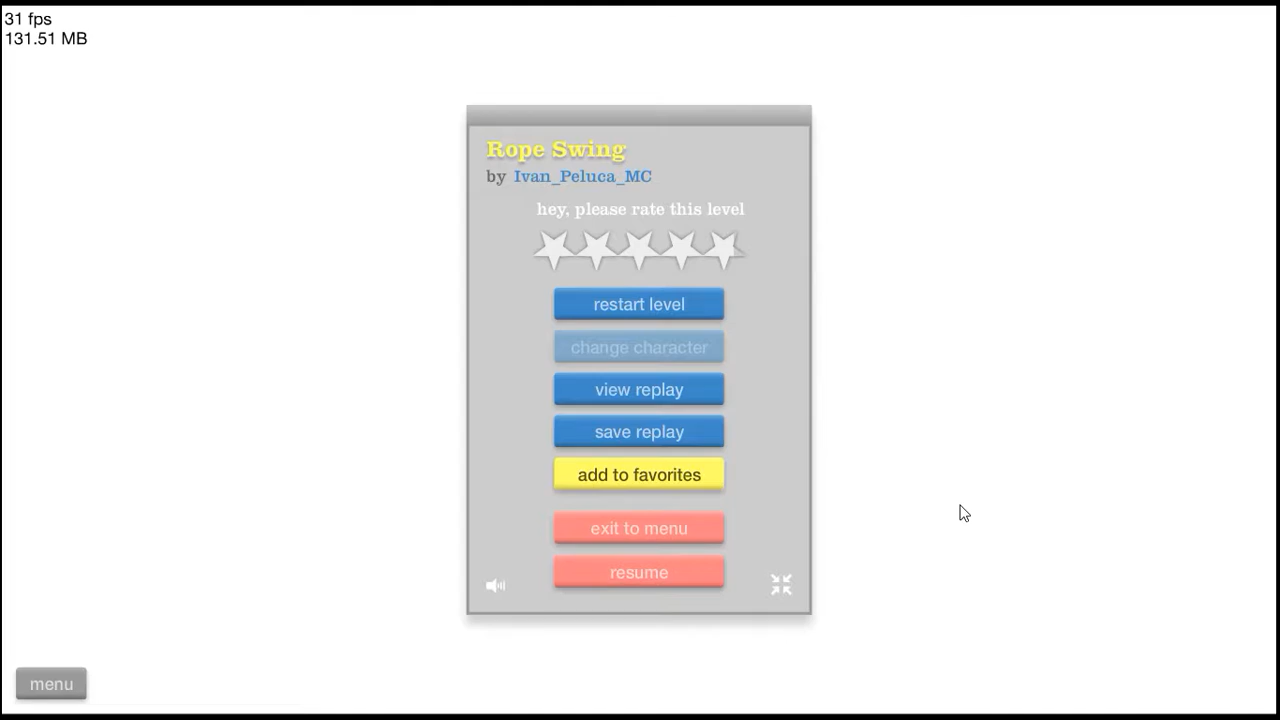 31 fps
131.51 MB
Rope Swing
by Ivan_Peluca_MC
hey, please rate this level
restart level
change character
view replay
save replay
add to favorites
exit to menu
resume
menu